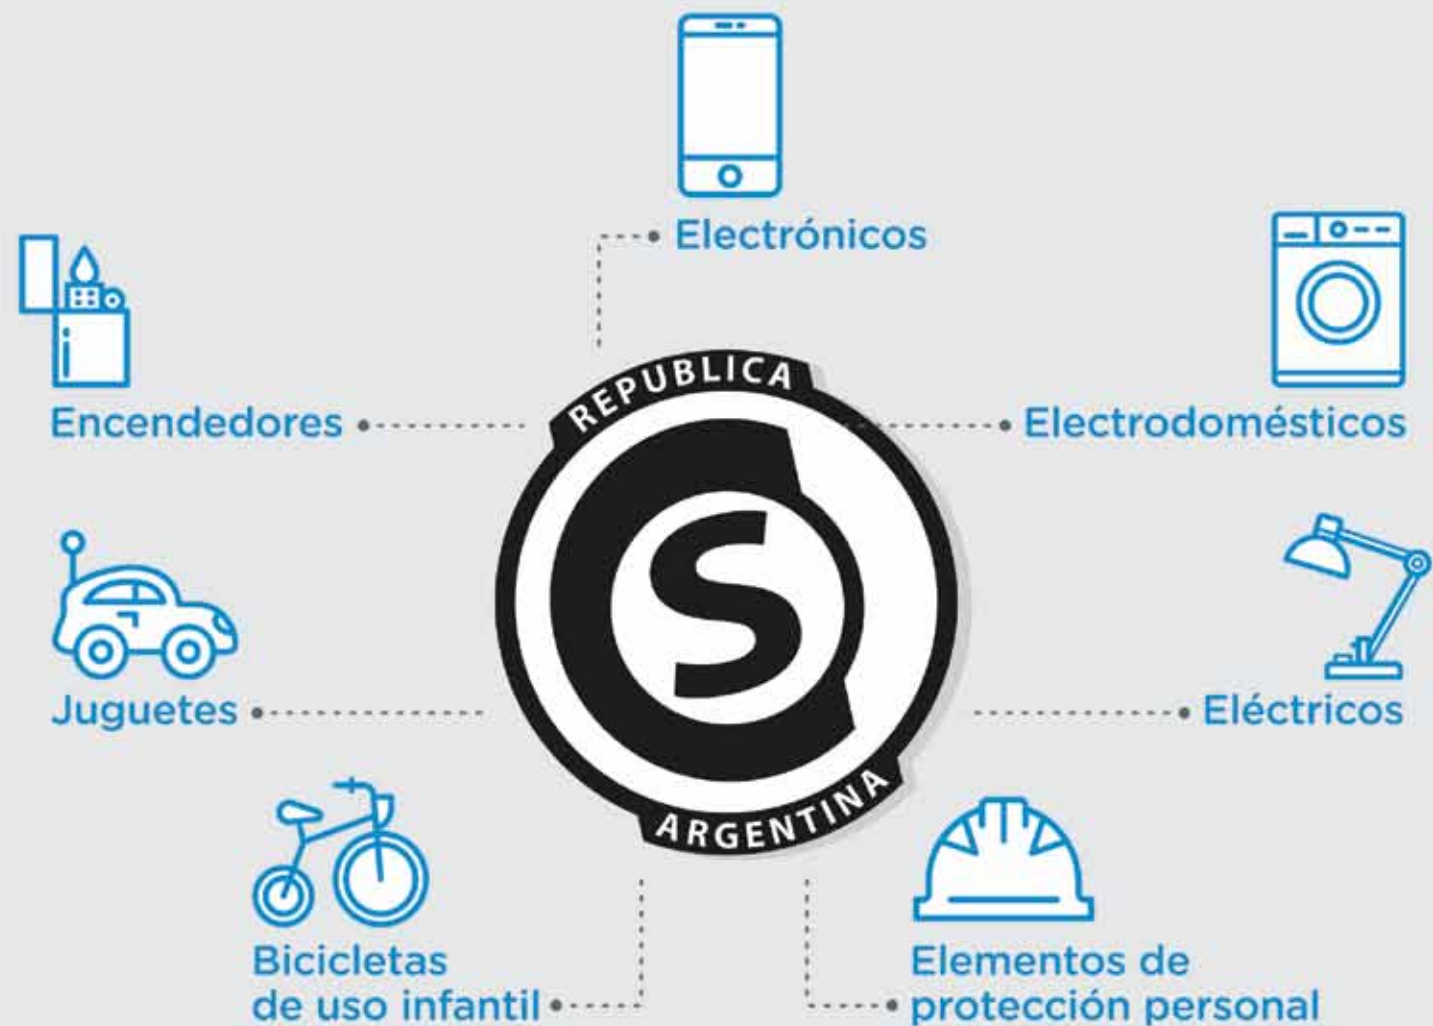 Electrónicos
Encendedores
Electrodomésticos
REPUBLICA
S
ARGENTINA
Juguetes
Eléctricos
Bicicletas
de uso infantil
Elementos de
protección personal